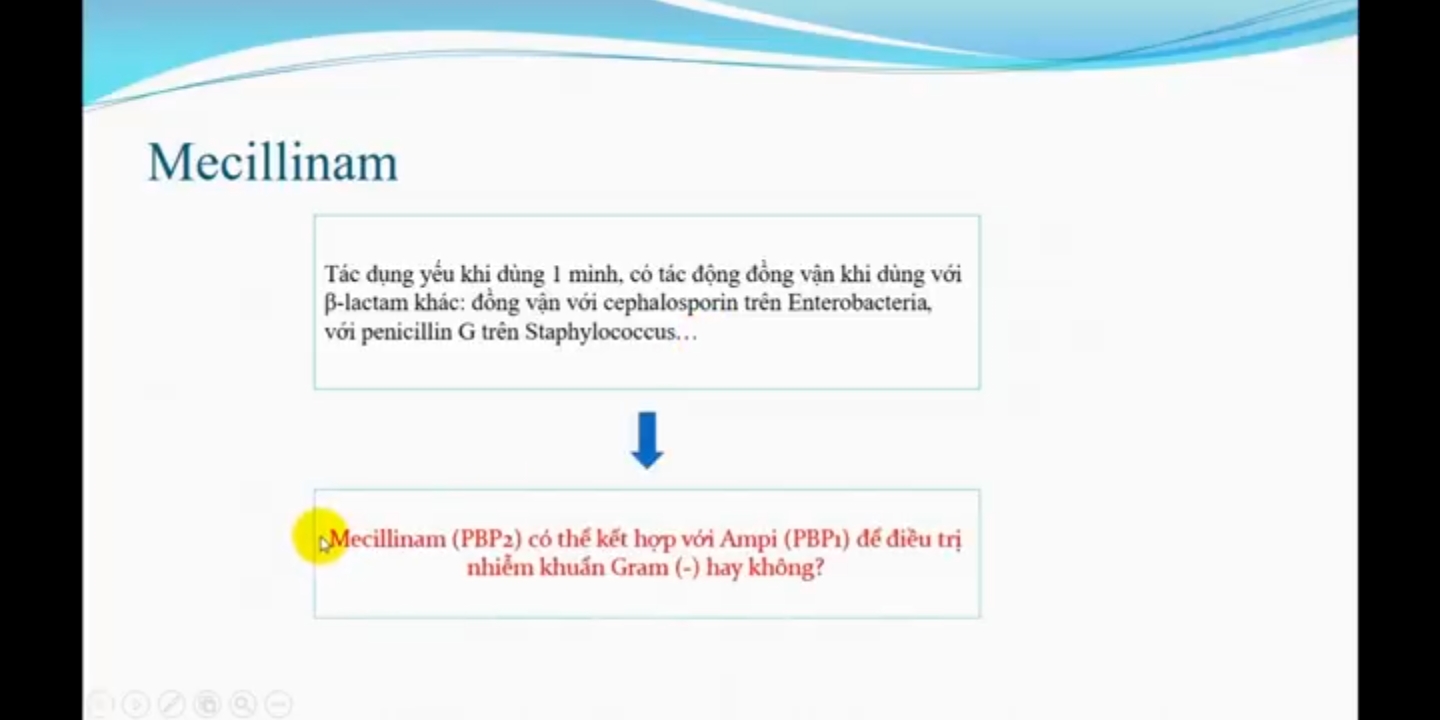 Mecillinam
Tác dụng yếu khi dùng 1 mình, có tác động đồng vận khi dùng với
β-lactam khác: đồng vận với cephalosporin trên Enterobacteria,
với penicillin G trên Staphylococcus…
Mecillinam (PBP2) có thể kết hợp với Ampi (PBP1) để điều trị
nhiễm khuẩn Gram (-) hay không?